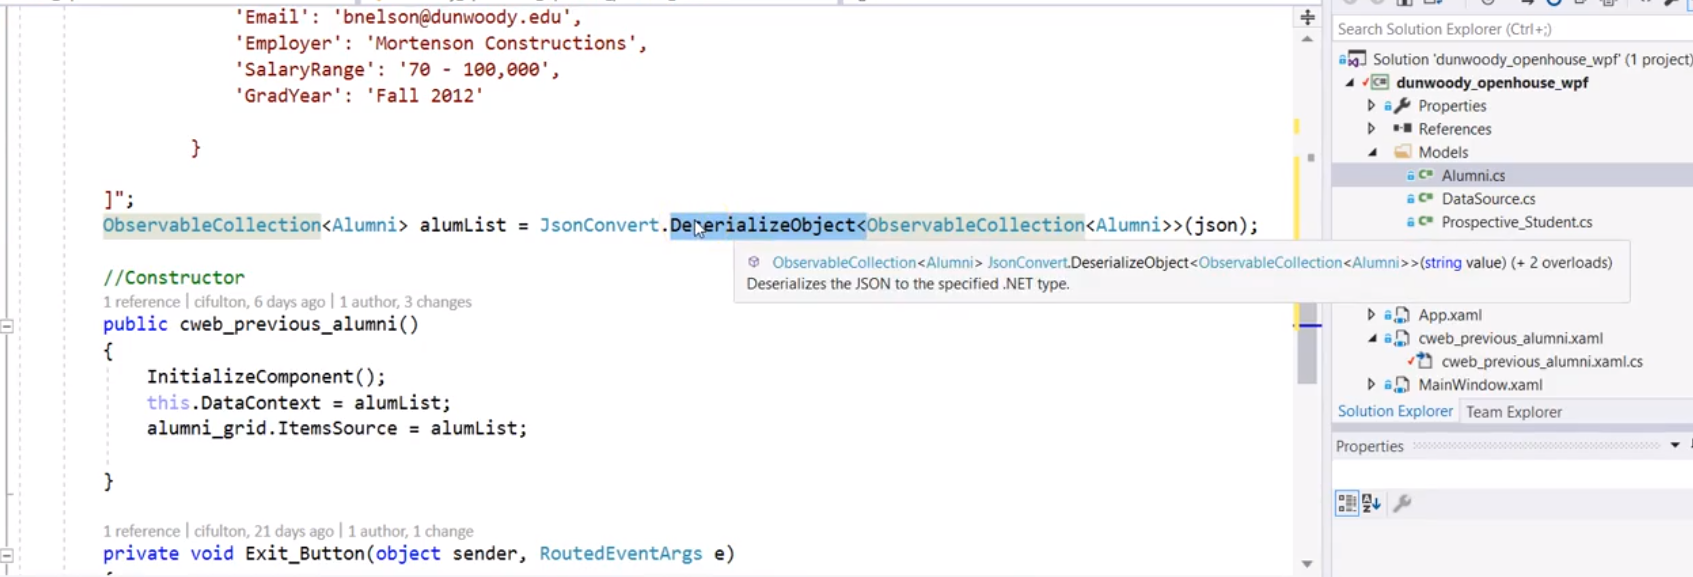 'Email': 'bnelson@dunwoody.edu',
'Employer': 'Mortenson Constructions',
'SalaryRange': '70 - 100,000',
'GradYear': 'Fall 2012'
}
]";
ObservableCollection<Alumni> alumList = JsonConvert.DeserializeObject<ObservableCollection<Alumni>>(json);
ObservableCollection<Alumni> JsonConvert.DeserializeObject<ObservableCollection<Alumni>>(string value) (+ 2 overloads)
Deserializes the JSON to the specified .NET type.
//Constructor
1 reference | cifulton, 6 days ago | 1 author, 3 changes
public cweb_previous_alumni()
{
InitializeComponent();
this.DataContext = alumList;
alumni_grid.ItemsSource = alumList;
}
1 reference | cifulton, 21 days ago | 1 author, 1 change
private void Exit_Button(object sender, RoutedEventArgs e)
Search Solution Explorer (Ctrl+;)
Solution 'dunwoody_openhouse_wpf' (1 project)
dunwoody_openhouse_wpf
Properties
References
Models
Alumni.cs
DataSource.cs
Prospective_Student.cs
App.xaml
cweb_previous_alumni.xaml
cweb_previous_alumni.xaml.cs
MainWindow.xaml
Solution Explorer Team Explorer
Properties